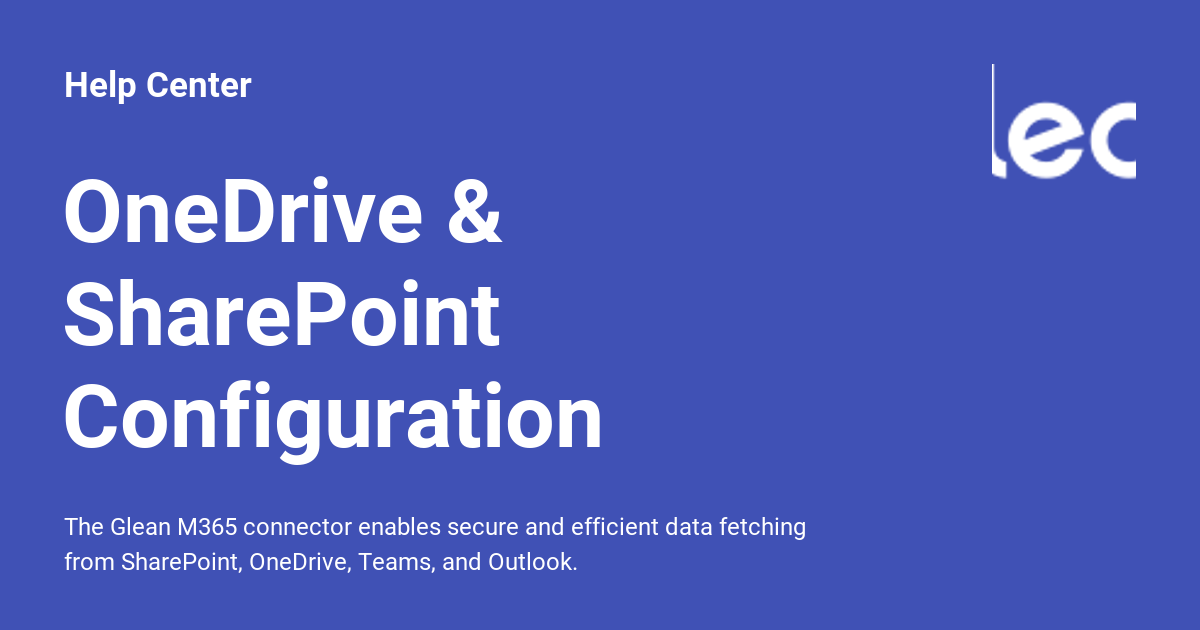 Help Center
OneDrive &
SharePoint
Configuration
The Glean M365 connector enables secure and efficient data fetching
from SharePoint, OneDrive, Teams, and Outlook.